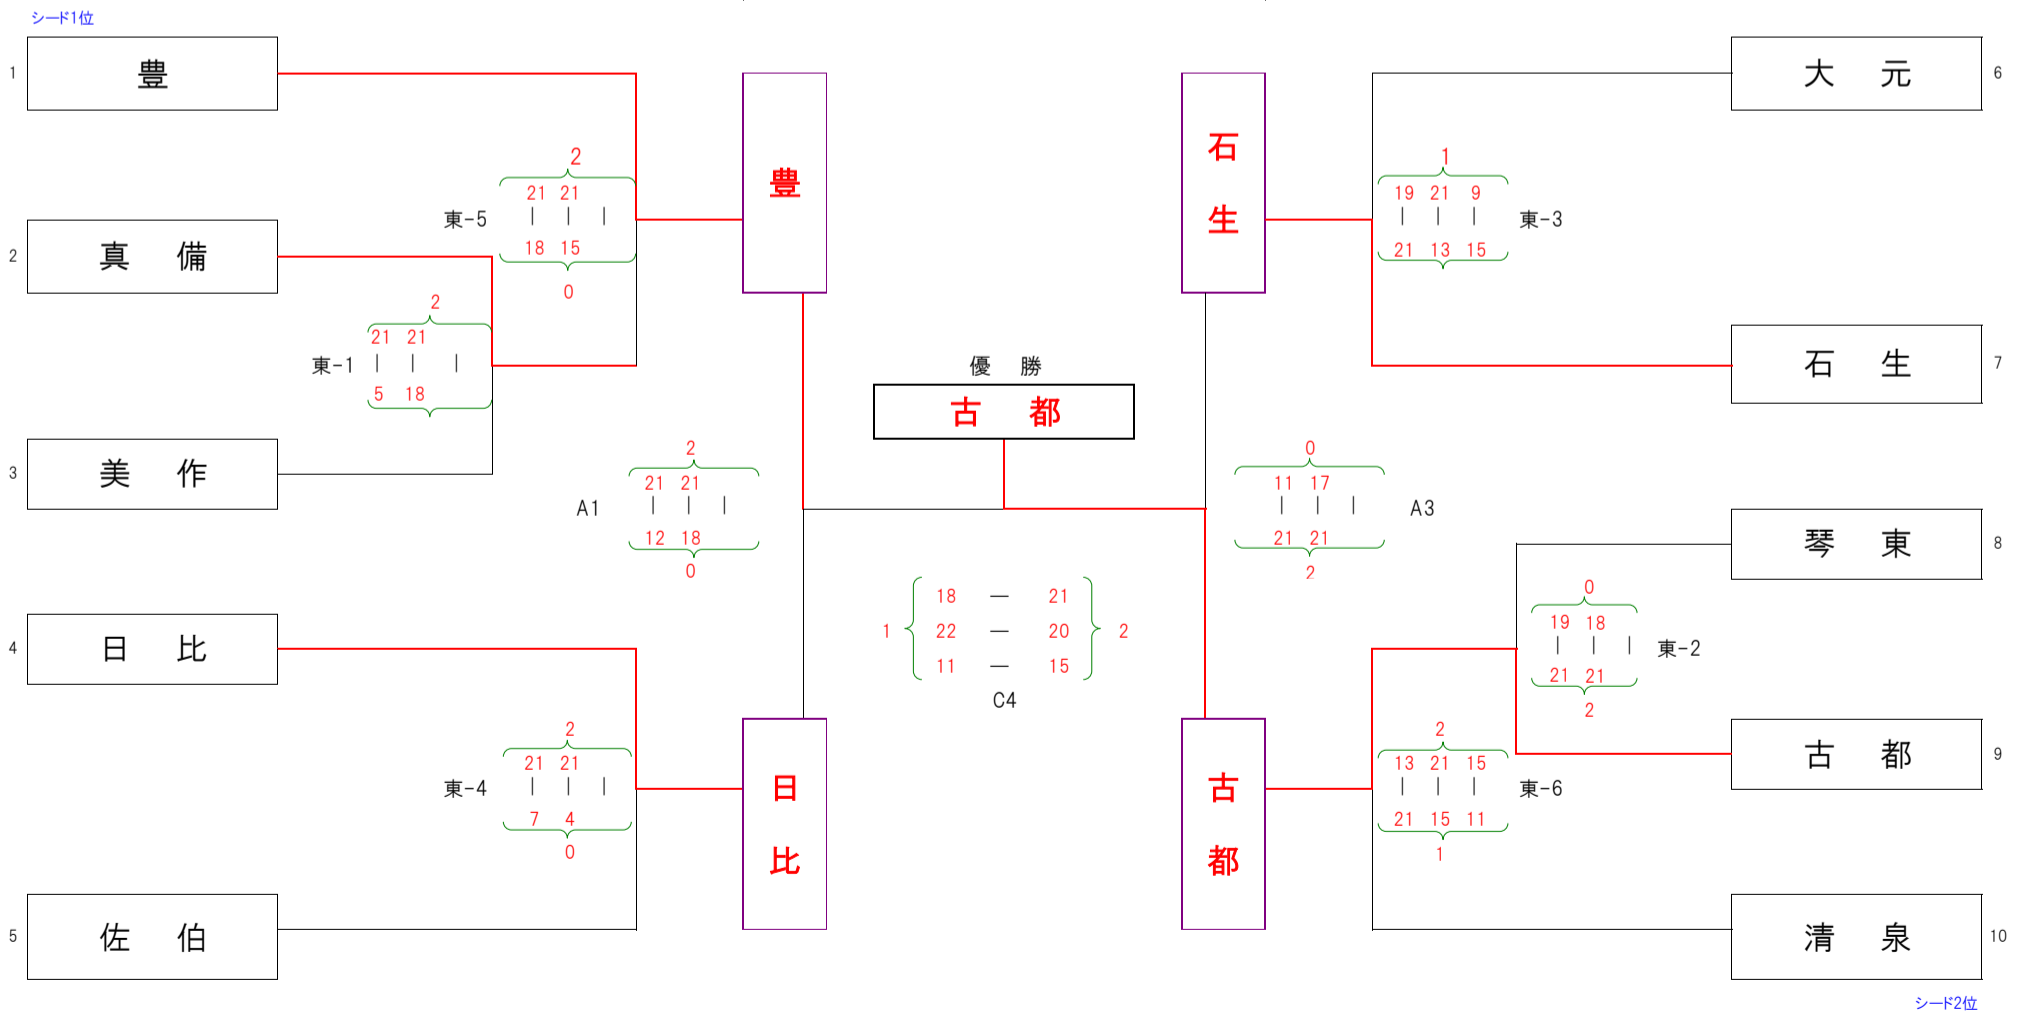 シード1位
1 豊
2 真 備
3 美 作
4 日 比
5 佐 伯
東-5
2
21 21
18 15
0
東-1
2
21 21
5 18
東-4
2
21 21
7 4
0
豊
日比
A1
2
21 21
12 18
0
優 勝
古 都
1
18 — 21
22 — 20
11 — 15
2
C4
石生
古都
A3
0
11 17
21 21
2
東-3
1
19 21 9
21 13 15
東-2
0
19 18
21 21
2
東-6
2
13 21 15
21 15 11
1
大 元 6
石 生 7
琴 東 8
古 都 9
清 泉 10
シード2位